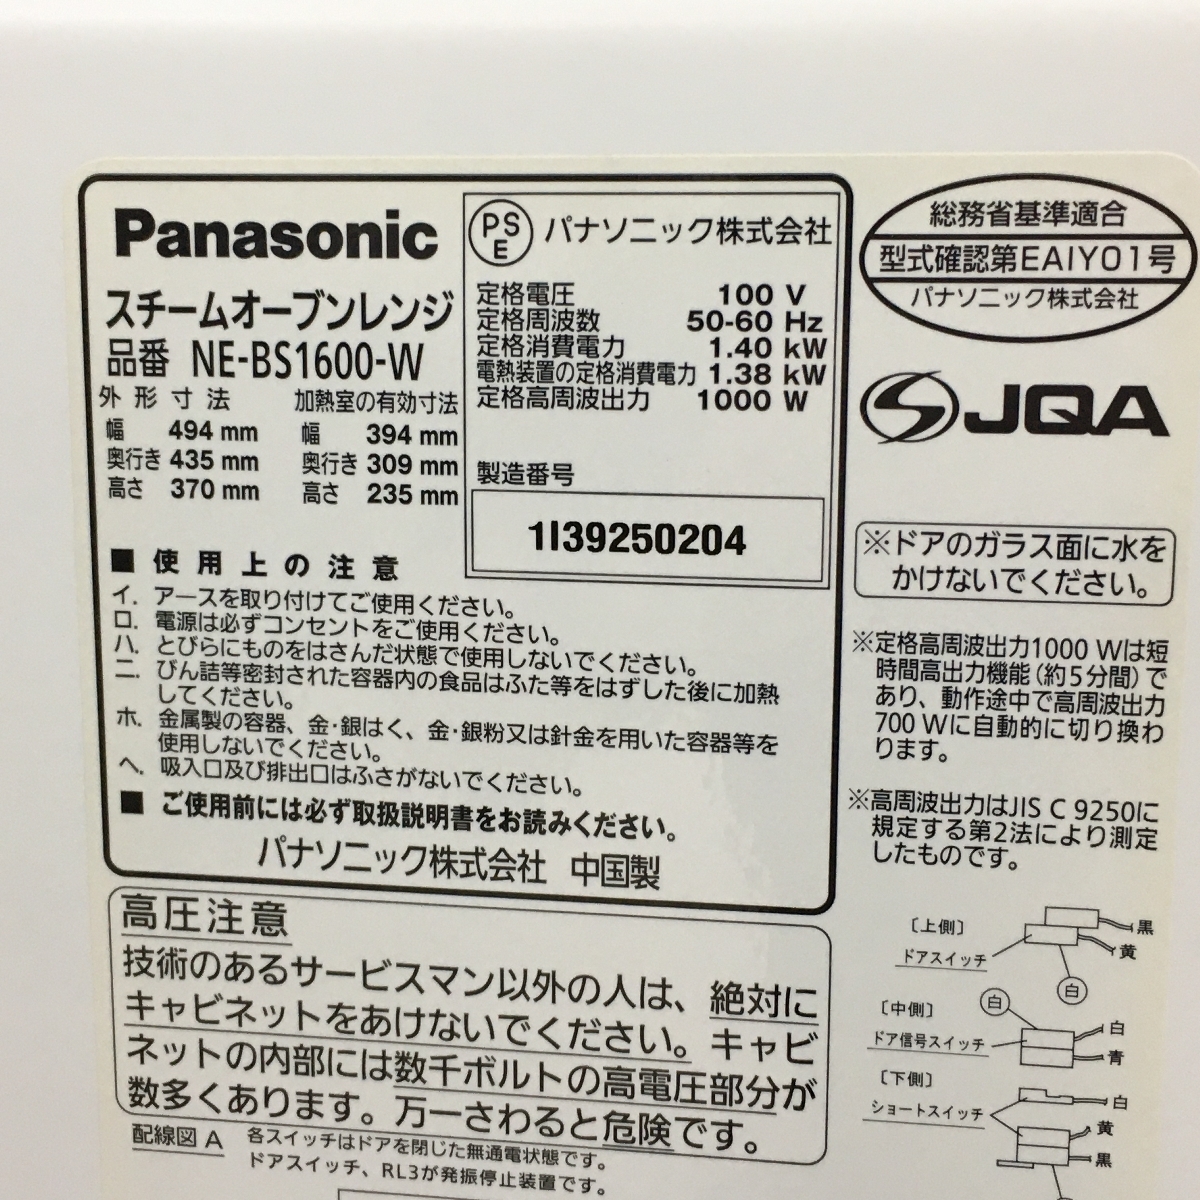 Panasonic
スチームオーブンレンジ
品番 NE-BS1600-W
外形寸法 加熱室の有効寸法
幅 494 mm 幅 394 mm
奥行き 435 mm 奥行き 309 mm
高さ 370 mm 高さ 235 mm
PSE パナソニック株式会社
定格電圧 100 V
定格周波数 50-60 Hz
定格消費電力 1.40 kW
電熱装置の定格消費電力 1.38 kW
定格高周波出力 1000 W
製造番号
1I39250204
■ 使用上の注意
イ. アースを取り付けてご使用ください。
ロ. 電源は必ずコンセントをご使用ください。
ハ. とびらにものをはさんだ状態で使用しないでください。
ニ. びん詰等密封された容器内の食品はふた等をはずした後に加熱
してください。
ホ. 金属製の容器、金・銀はく、金・銀粉又は針金を用いた容器等を
使用しないでください。
ヘ. 吸入口及び排出口はふさがないでください。
■ ご使用前には必ず取扱説明書をお読みください。
パナソニック株式会社 中国製
総務省基準適合
型式確認第EAIY01号
パナソニック株式会社
JQA
※ドアのガラス面に水を
かけないでください。
※定格高周波出力1000 Wは短
時間高出力機能(約5分間)で
あり、動作途中で高周波出力
700 Wに自動的に切り換わ
ります。
※高周波出力はJIS C 9250に
規定する第2法により測定
したものです。
高圧注意
技術のあるサービスマン以外の人は、絶対に
キャビネットをあけないでください。キャビ
ネットの内部には数千ボルトの高電圧部分が
数多くあります。万一さわると危険です。
配線図 A 各スイッチはドアを閉じた無通電状態です。
ドアスイッチ、RL3が発振停止装置です。
〔上側〕
ドアスイッチ
黒
黄
白
〔中側〕
ドア信号スイッチ
白
白
青
〔下側〕
ショートスイッチ
白
黄
黒